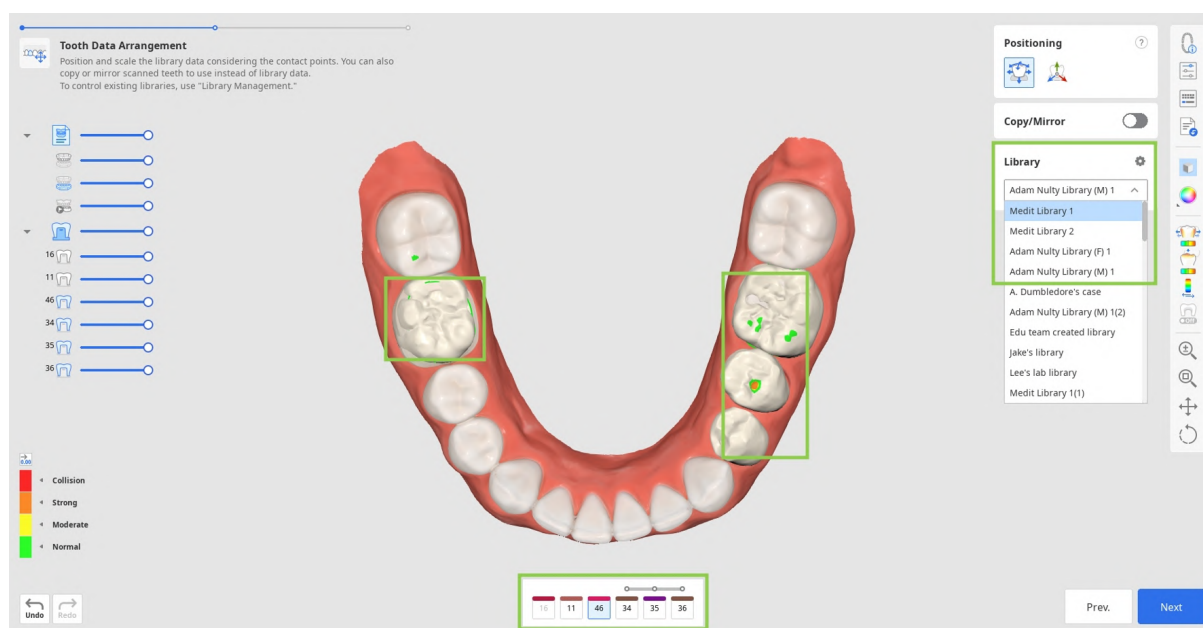 Tooth Data Arrangement
Position and scale the library data considering the contact points. You can also
copy or mirror scanned teeth to use instead of library data.
To control existing libraries, use "Library Management."
16
11
46
34
35
36
0.00
Collision
Strong
Moderate
Normal
Undo
Redo
16 11 46 34 35 36
Positioning
?
Copy/Mirror
Library
Adam Nulty Library (M) 1
Medit Library 1
Medit Library 2
Adam Nulty Library (F) 1
Adam Nulty Library (M) 1
A. Dumbledore's case
Adam Nulty Library (M) 1(2)
Edu team created library
Jake's library
Lee's lab library
Medit Library 1(1)
Prev.
Next